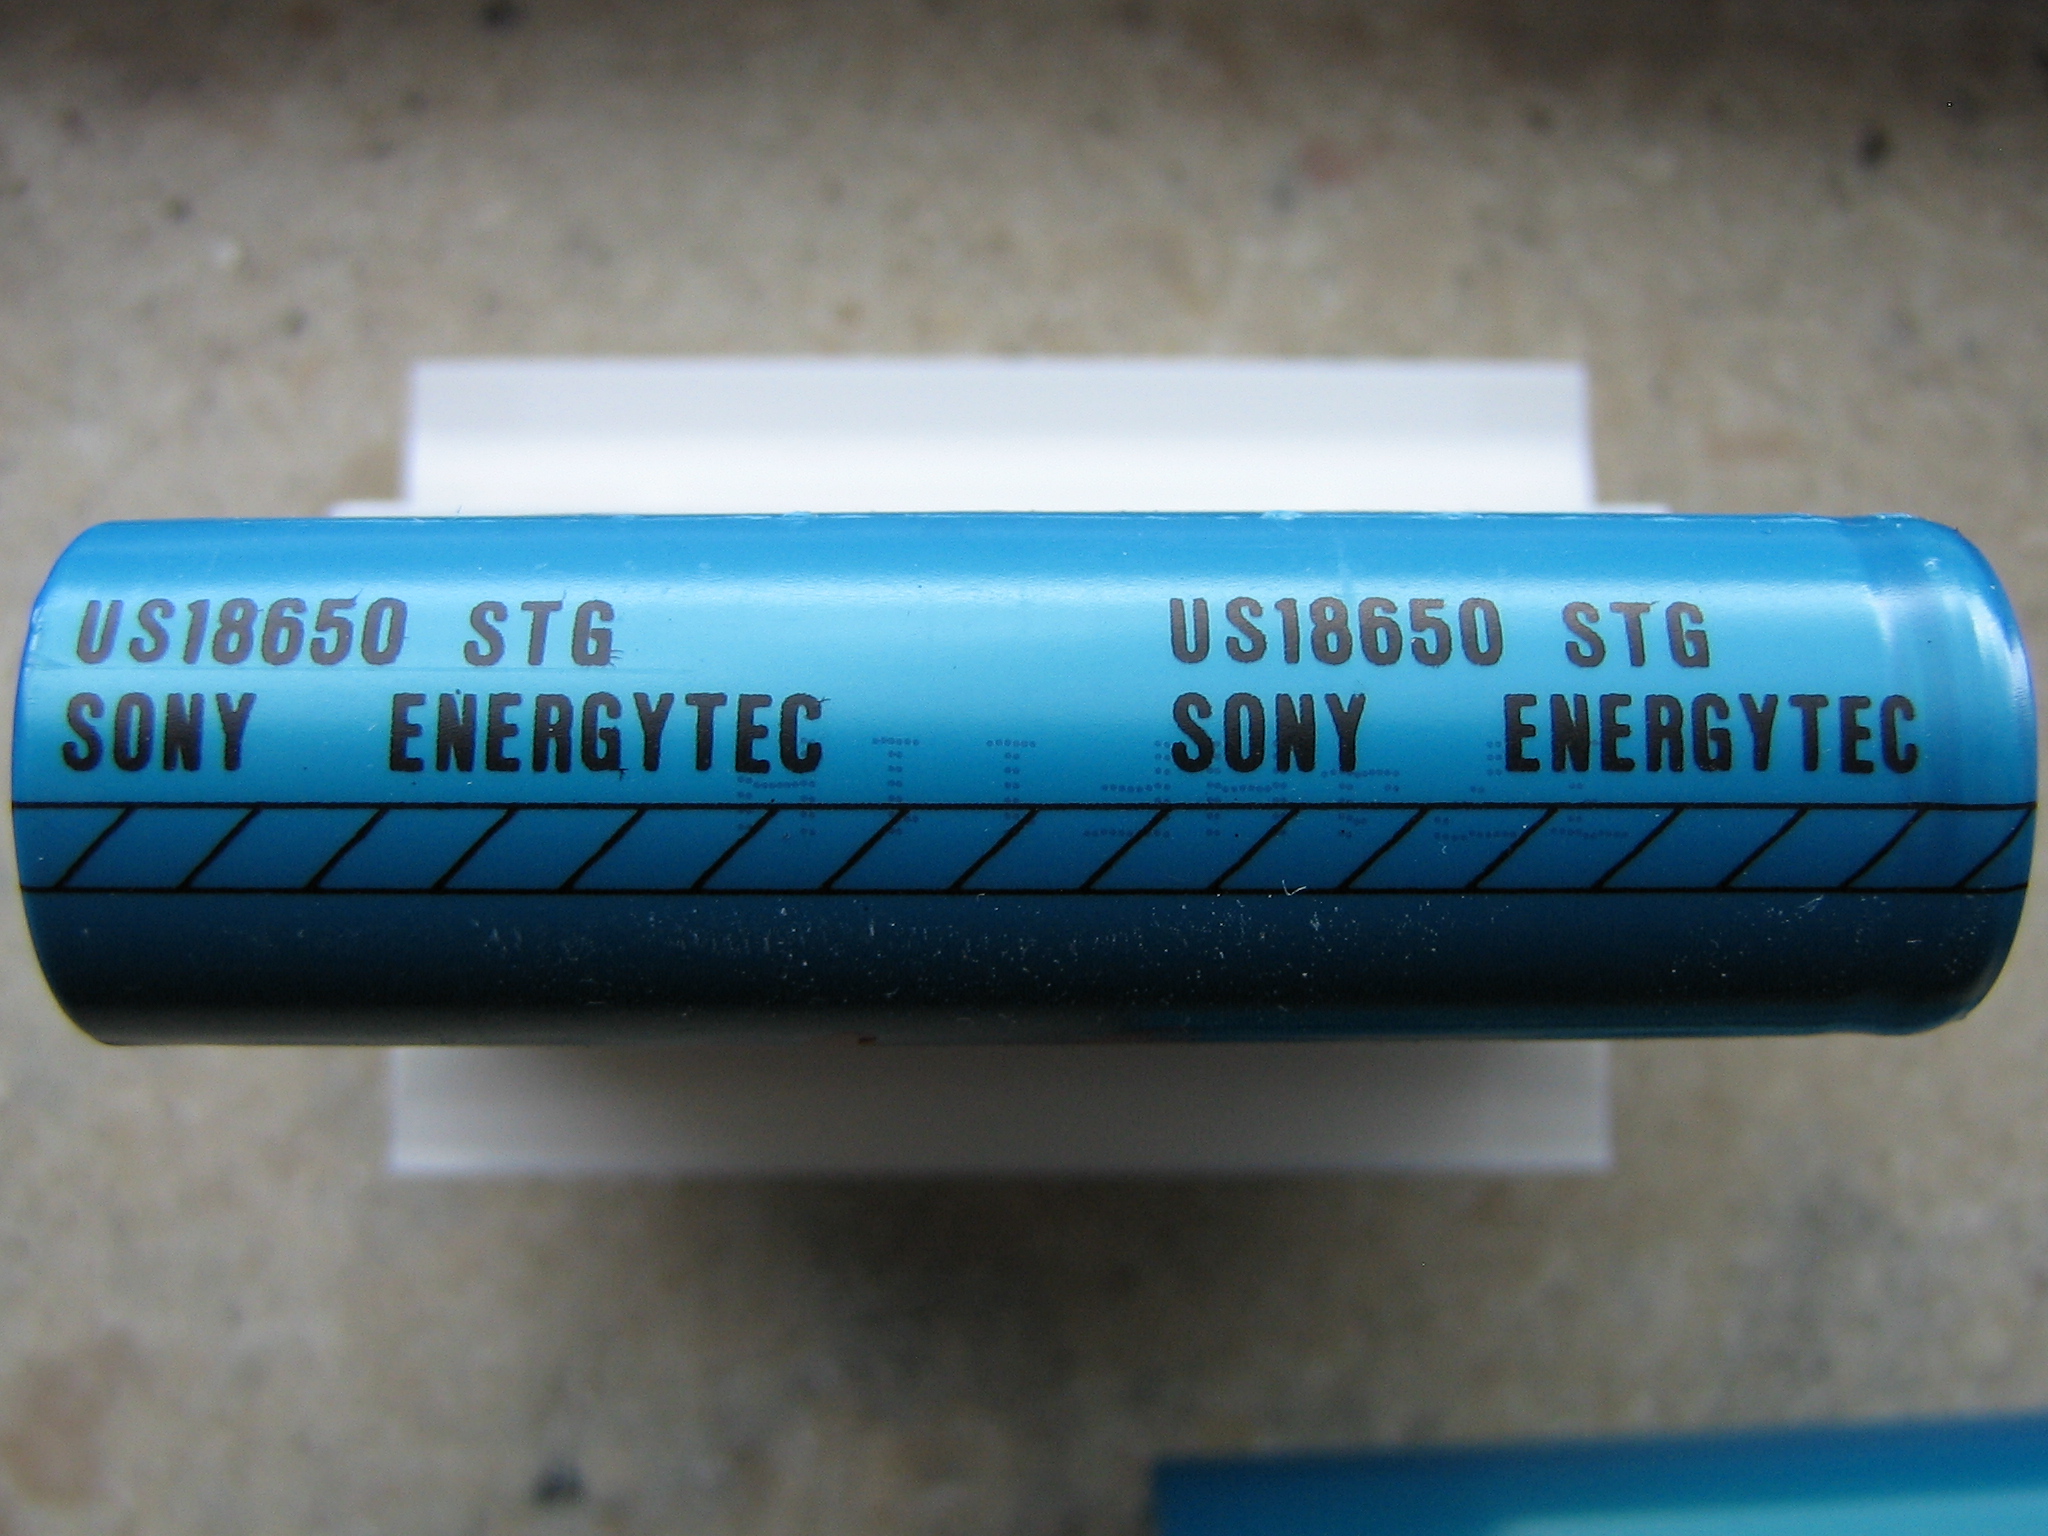 US18650 STG US18650 STG
SONY ENERGYTEC SONY ENERGYTEC